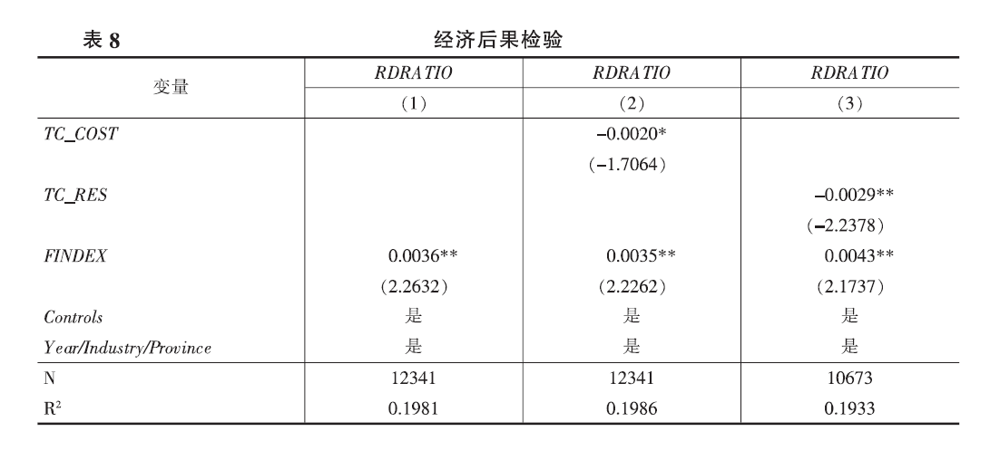 表 8 经济后果检验
变量 RDRATIO RDRATIO RDRATIO
(1) (2) (3)
TC_COST -0.0020*
(-1.7064)
TC_RES -0.0029**
(-2.2378)
FINDEX 0.0036** 0.0035** 0.0043**
(2.2632) (2.2262) (2.1737)
Controls 是 是 是
Year/Industry/Province 是 是 是
N 12341 12341 10673
R² 0.1981 0.1986 0.1933